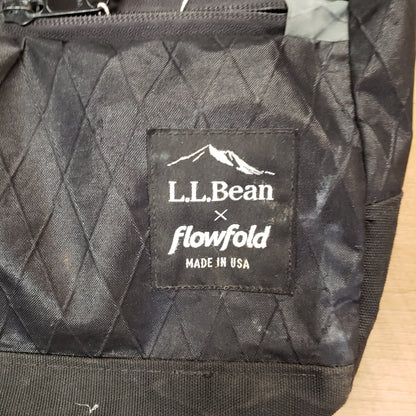 L.L.Bean
×
flowfold
MADE IN USA